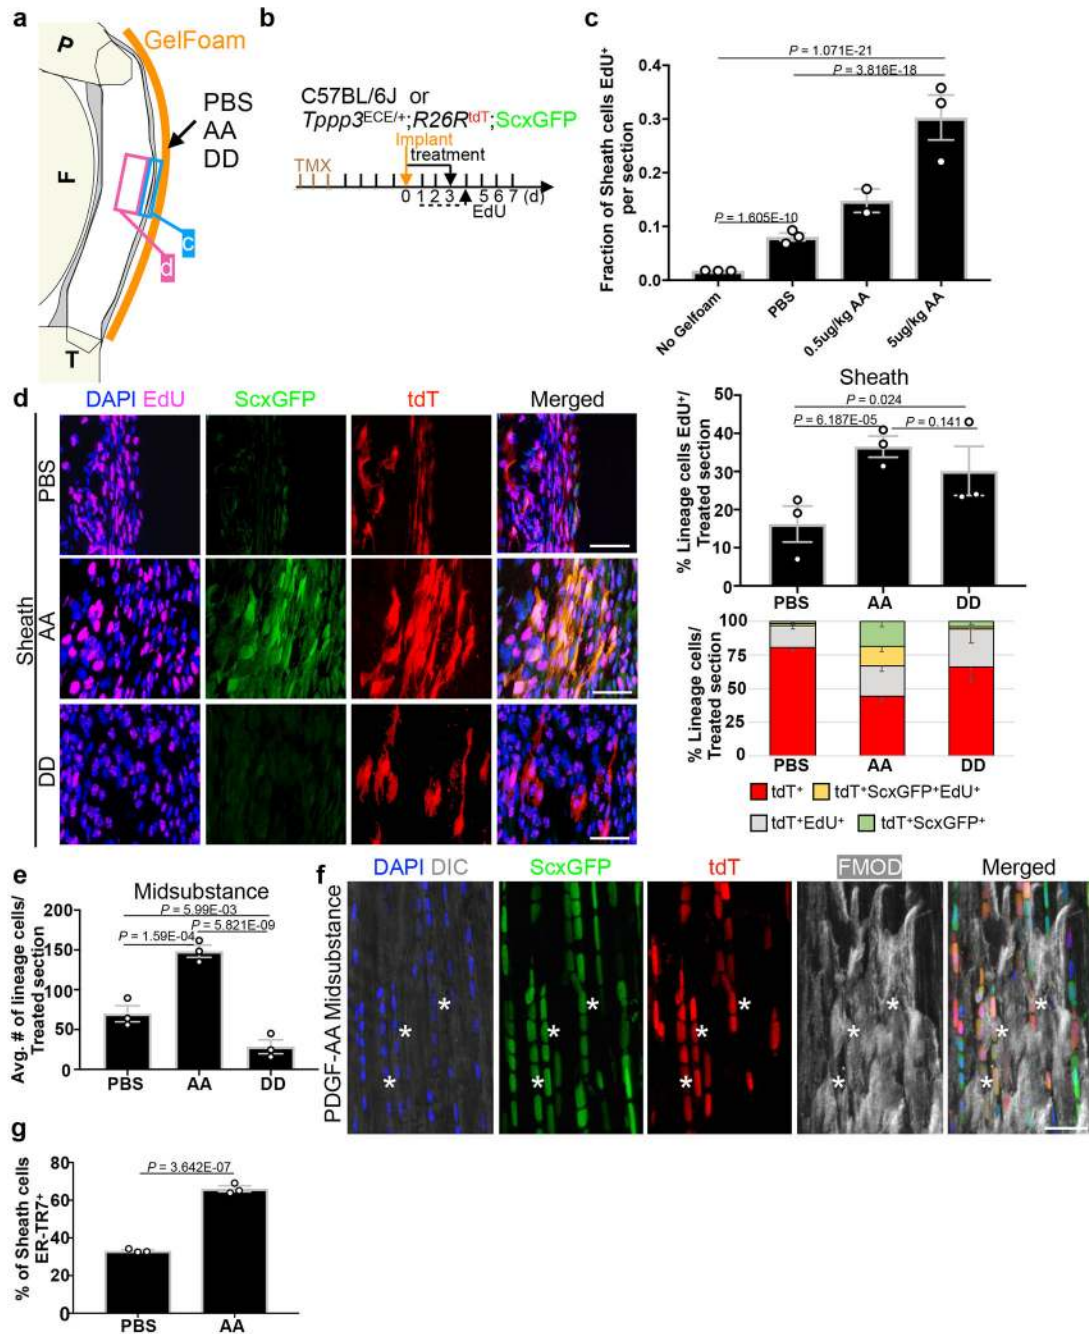 a
GelFoam
P
F
T
PBS
AA
DD
c
d
b
C57BL/6J or
Tppp3ᴱᶜᴱ/⁺;R26Rᵗᵈᵀ;ScxGFP
Implant
treatment
TMX
0 1 2 3 4 5 6 7 (d)
EdU
c
Fraction of Sheath cells EdU⁺
per section
P = 1.071E-21
P = 3.816E-18
P = 1.605E-10
0.4
0.3
0.2
0.1
0.0
No Gelfoam
PBS
0.5ug/kg AA
5ug/kg AA
d
DAPI EdU
ScxGFP
tdT
Merged
Sheath
PBS
AA
DD
Sheath
% Lineage cells EdU⁺/
Treated section
P = 0.024
P = 6.187E-05
P = 0.141
50
40
30
20
10
0
PBS
AA
DD
% Lineage cells/
Treated section
100
75
50
25
0
PBS
AA
DD
tdT⁺
tdT⁺ScxGFP⁺EdU⁺
tdT⁺EdU⁺
tdT⁺ScxGFP⁺
e
Midsubstance
Avg. # of lineage cells/
Treated section
P = 5.99E-03
P = 5.821E-09
P = 1.59E-04
200
150
100
50
0
PBS
AA
DD
f
DAPI DIC
ScxGFP
tdT
FMOD
Merged
PDGF-AA Midsubstance
* * *
* * *
* * *
* * *
* * *
g
% of Sheath cells
ER-TR7⁺
P = 3.642E-07
80
60
40
20
0
PBS
AA